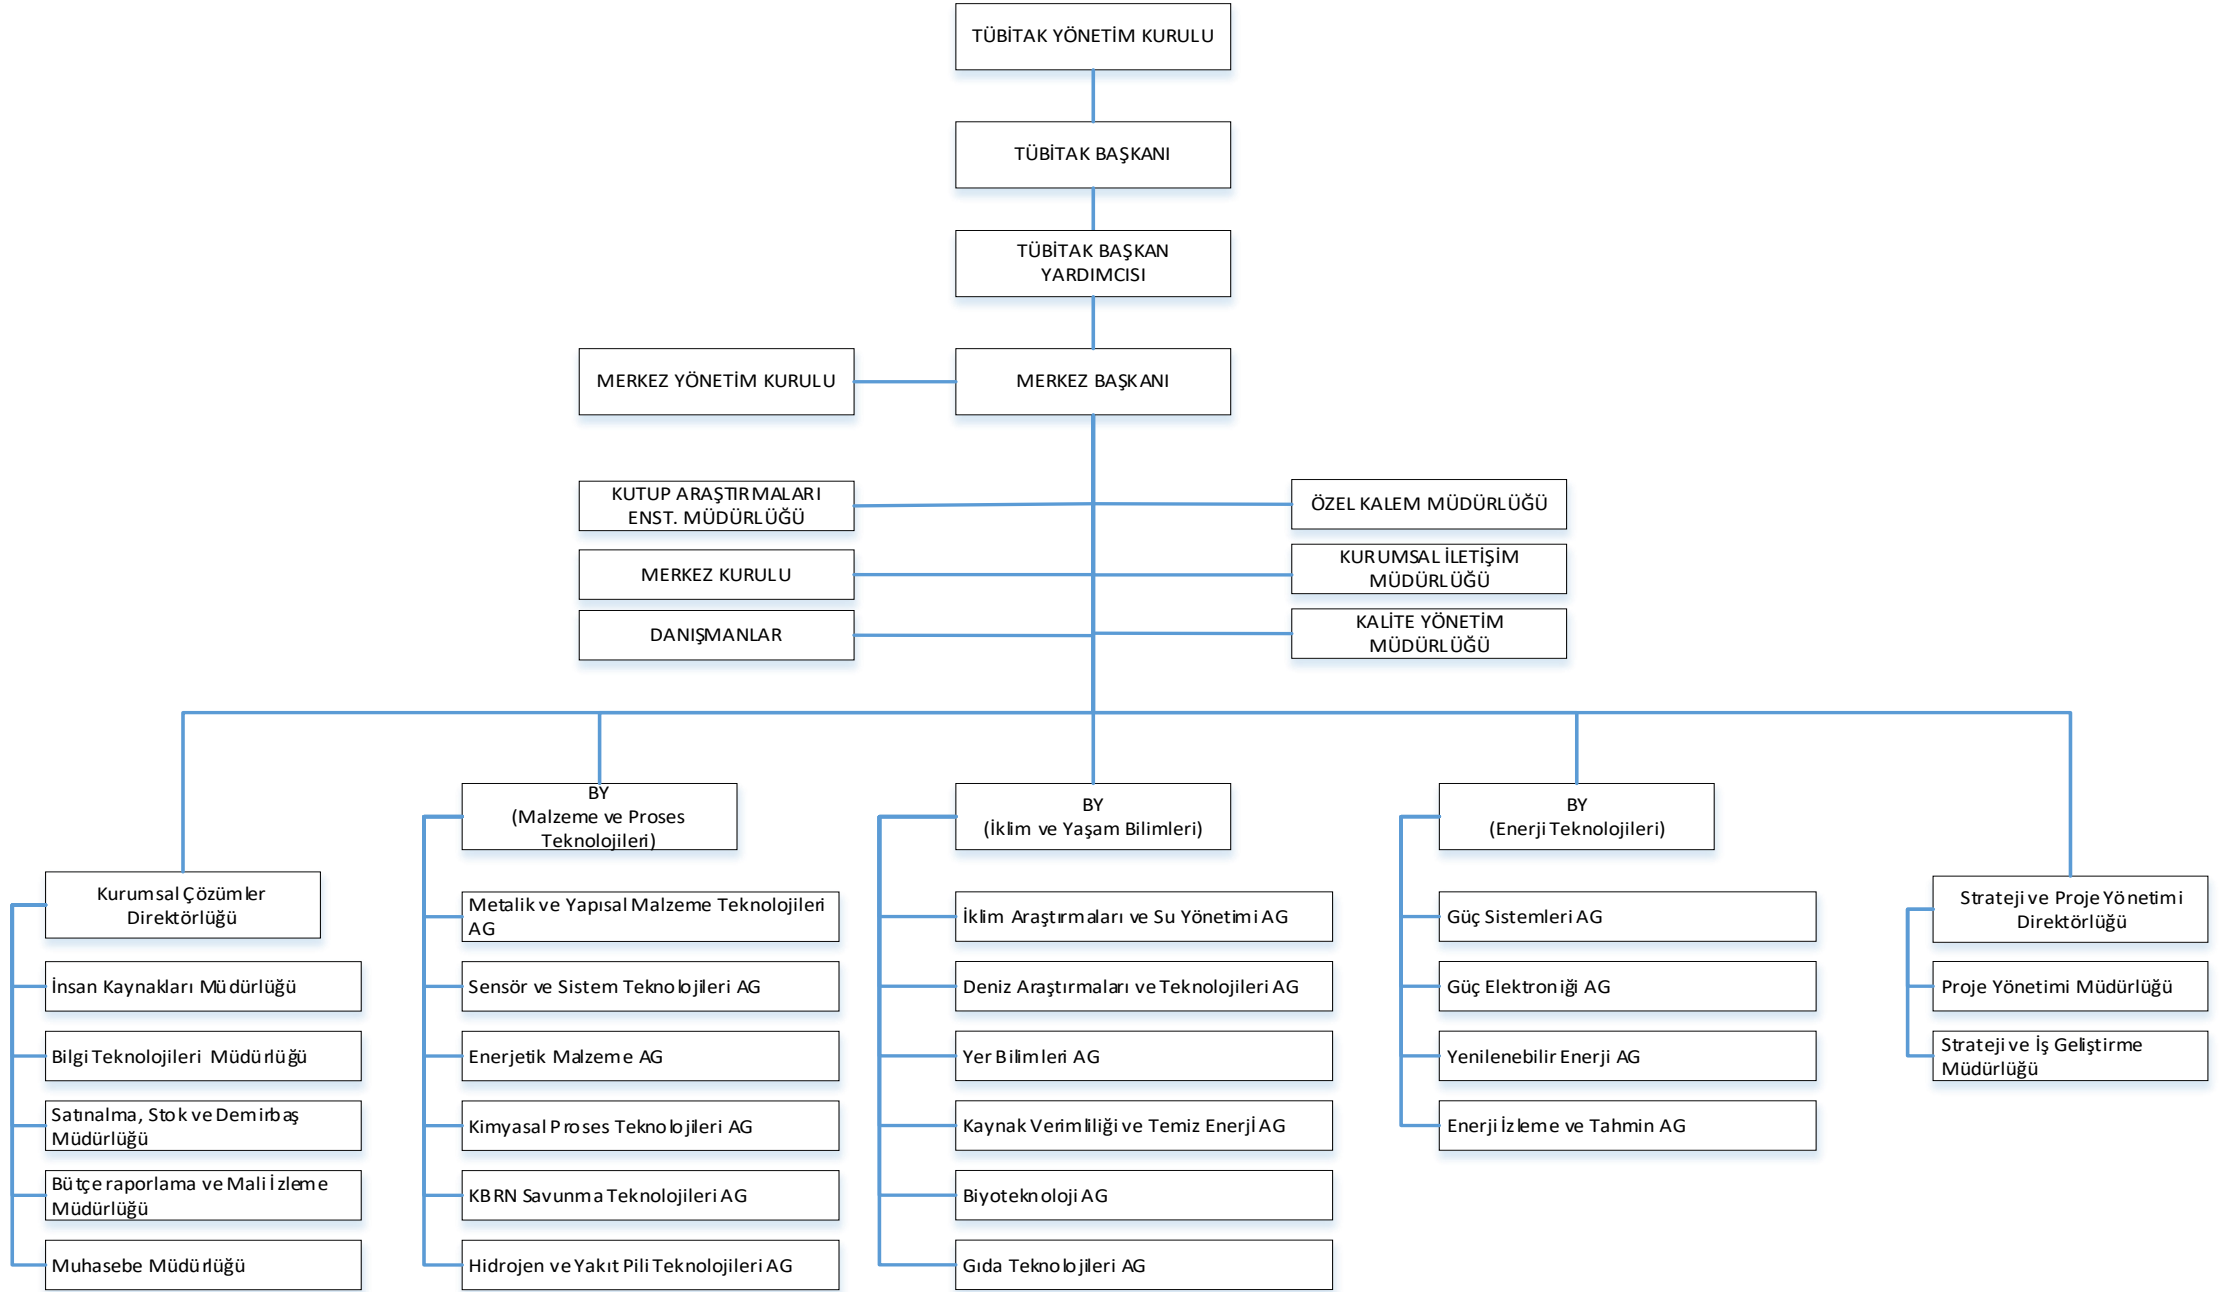 TÜBİTAK YÖNETİM KURULU
TÜBİTAK BAŞKANI
TÜBİTAK BAŞKAN
YARDIMCISI
MERKEZ YÖNETİM KURULU
MERKEZ BAŞKANI
KUTUP ARAŞTIRMALARI
ENST. MÜDÜRLÜĞÜ
ÖZEL KALEM MÜDÜRLÜĞÜ
MERKEZ KURULU
KURUMSAL İLETİŞİM
MÜDÜRLÜĞÜ
DANIŞMANLAR
KALİTE YÖNETİM
MÜDÜRLÜĞÜ
Kurumsal Çözümler
Direktörlüğü
İnsan Kaynakları Müdürlüğü
Bilgi Teknolojileri Müdürlüğü
Satınalma, Stok ve Demirbaş
Müdürlüğü
Bütçe raporlama ve Mali İzleme
Müdürlüğü
Muhasebe Müdürlüğü
BY
(Malzeme ve Proses
Teknolojileri)
Metalik ve Yapısal Malzeme Teknolojileri
AG
Sensör ve Sistem Teknolojileri AG
Enerjetik Malzeme AG
Kimyasal Proses Teknolojileri AG
KBRN Savunma Teknolojileri AG
Hidrojen ve Yakıt Pili Teknolojileri AG
BY
(İklim ve Yaşam Bilimleri)
İklim Araştırmaları ve Su Yönetimi AG
Deniz Araştırmaları ve Teknolojileri AG
Yer Bilimleri AG
Kaynak Verimliliği ve Temiz Enerjİ AG
Biyoteknoloji AG
Gıda Teknolojileri AG
BY
(Enerji Teknolojileri)
Güç Sistemleri AG
Güç Elektroniği AG
Yenilenebilir Enerji AG
Enerji İzleme ve Tahmin AG
Strateji ve Proje Yönetimi
Direktörlüğü
Proje Yönetimi Müdürlüğü
Strateji ve İş Geliştirme
Müdürlüğü